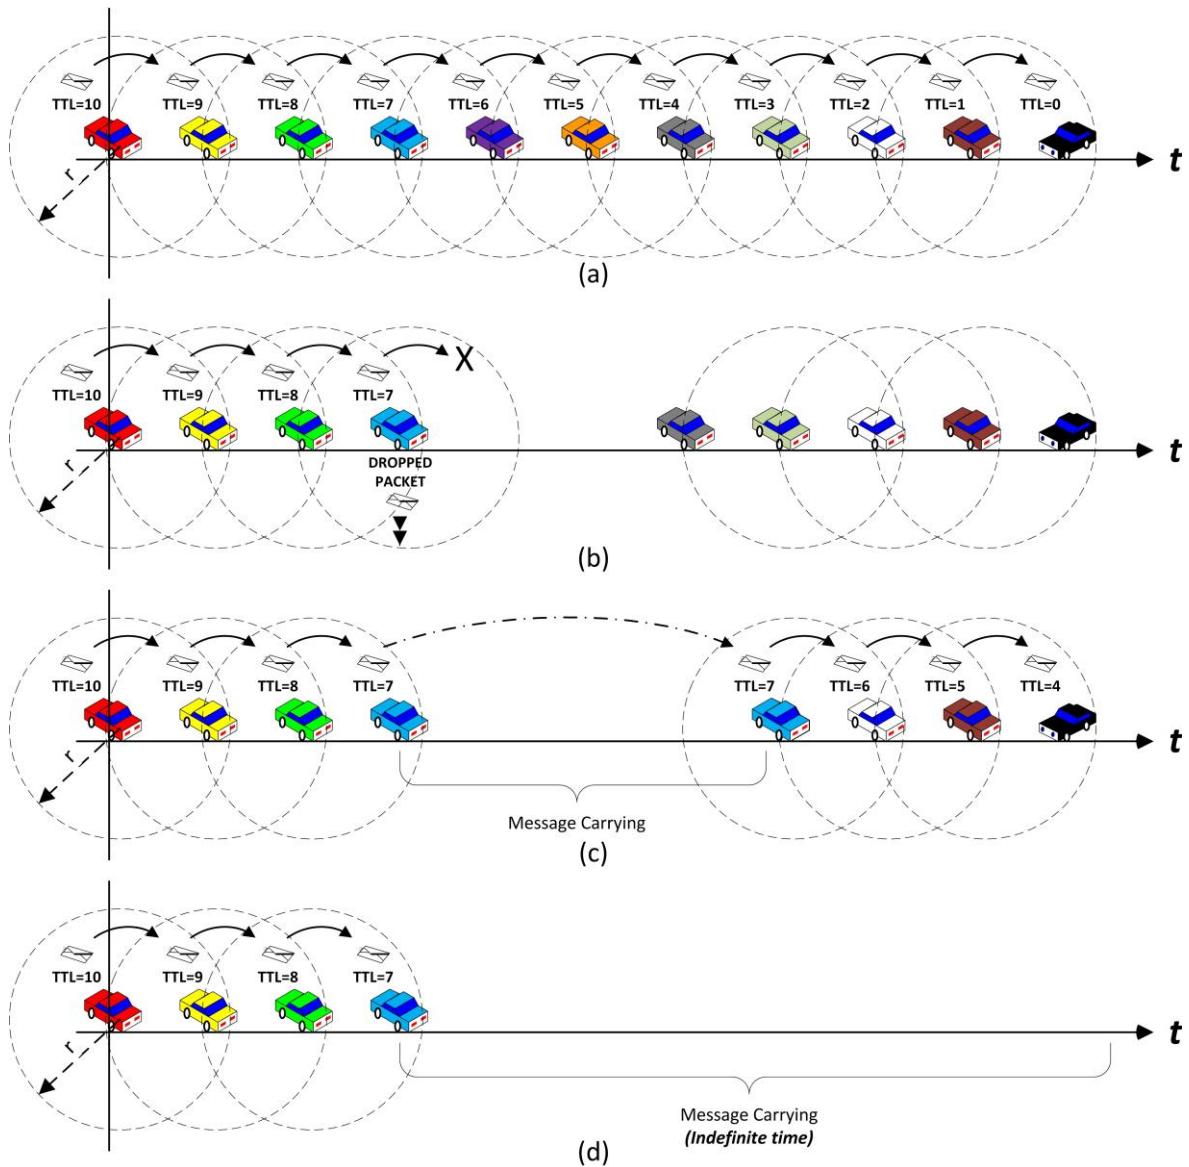 TTL=10 TTL=9 TTL=8 TTL=7 TTL=6 TTL=5 TTL=4 TTL=3 TTL=2 TTL=1 TTL=0
r
t
(a)
X
TTL=10 TTL=9 TTL=8 TTL=7
r
t
DROPPED
PACKET
(b)
TTL=10 TTL=9 TTL=8 TTL=7 TTL=7 TTL=6 TTL=5 TTL=4
r
t
Message Carrying
(c)
TTL=10 TTL=9 TTL=8 TTL=7
r
t
Message Carrying
(Indefinite time)
(d)